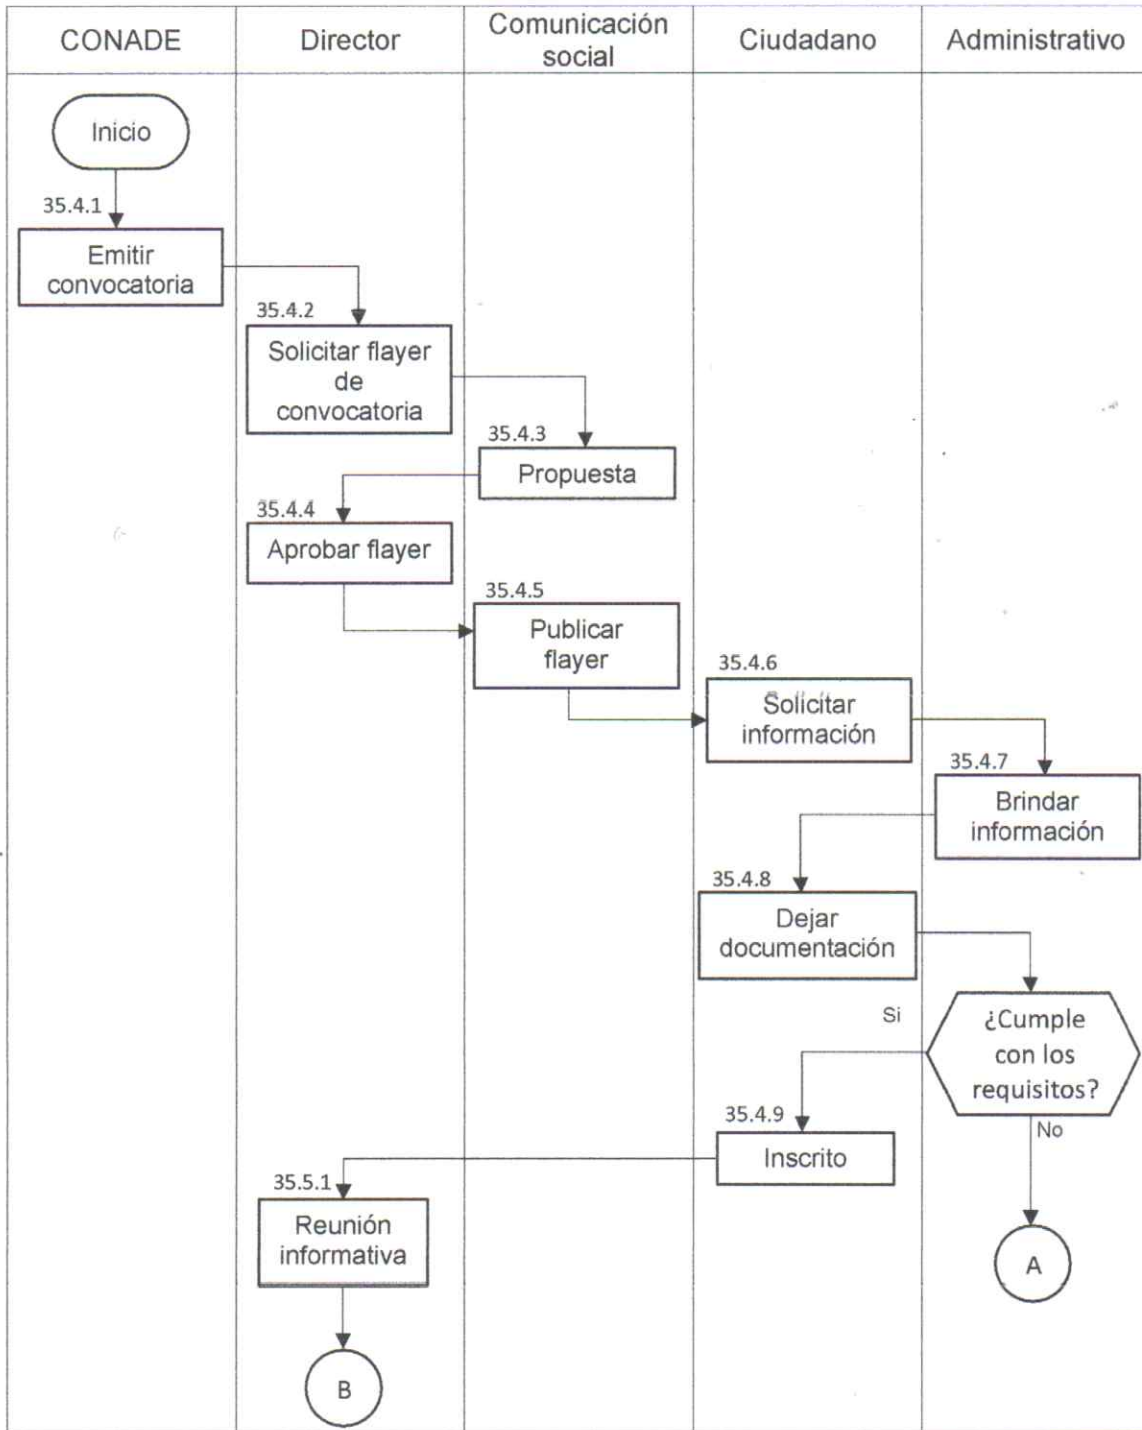 CONADE
Director
Comunicación
social
Ciudadano
Administrativo
Inicio
35.4.1
Emitir
convocatoria
35.4.2
Solicitar flayer
de
convocatoria
35.4.3
Propuesta
35.4.4
Aprobar flayer
35.4.5
Publicar
flayer
35.4.6
Solicitar
información
35.4.7
Brindar
información
35.4.8
Dejar
documentación
¿Cumple
con los
requisitos?
Si
No
35.4.9
Inscrito
35.5.1
Reunión
informativa
A
B